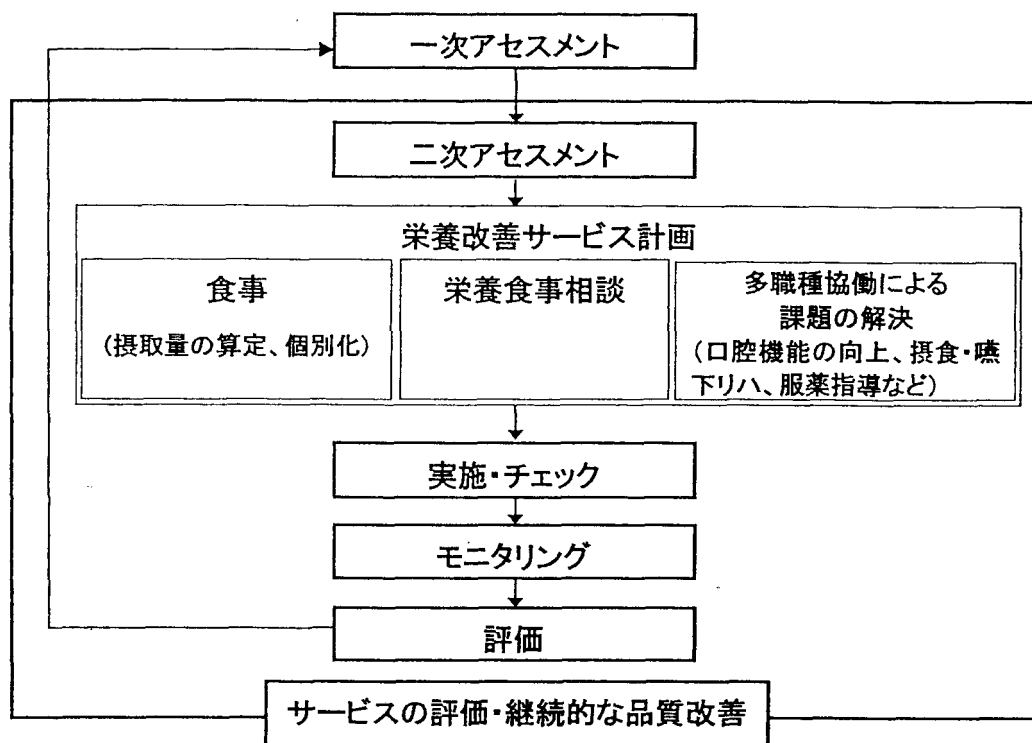 一次アセスメント
二次アセスメント
栄養改善サービス計画
食事
(摂取量の算定、個別化)
栄養食事相談
多職種協働による
課題の解決
(口腔機能の向上、摂食・嚥
下リハ、服薬指導など)
実施・チェック
モニタリング
評価
サービスの評価・継続的な品質改善